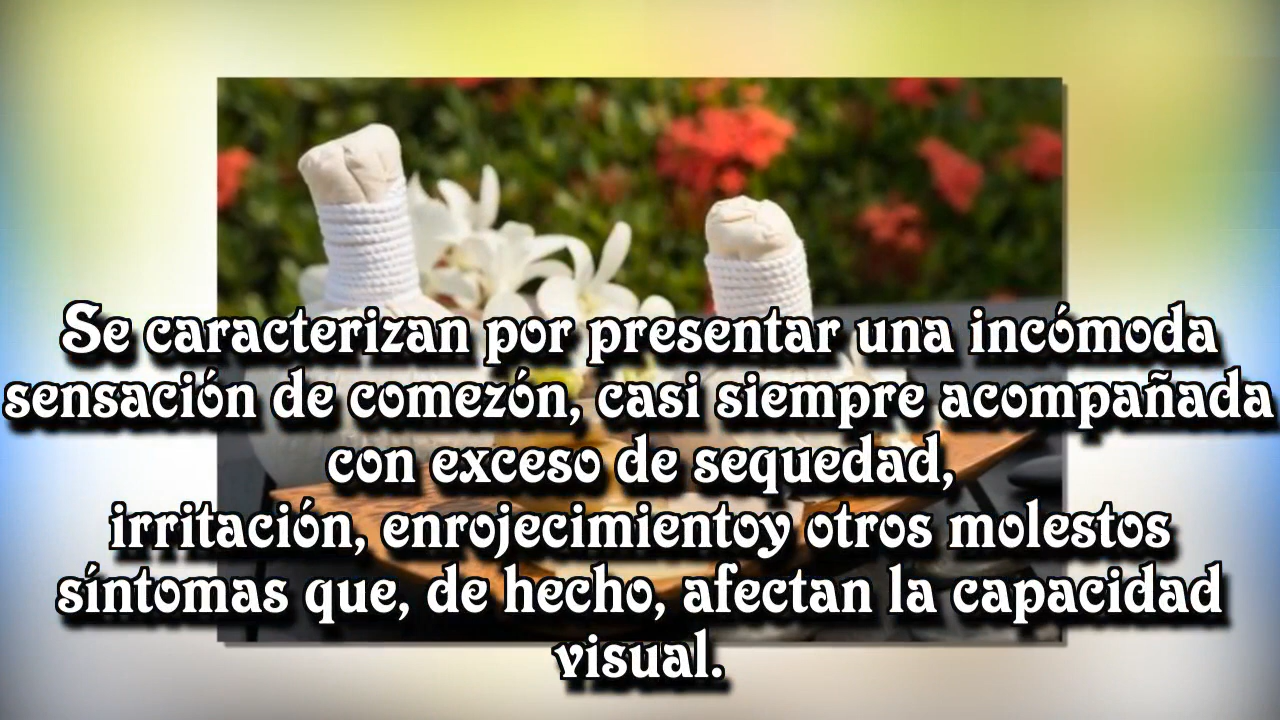 Se caracterizan por presentar una incómoda
sensación de comezón, casi siempre acompañada
con exceso de sequedad,
irritación, enrojecimientoy otros molestos
síntomas que, de hecho, afectan la capacidad
visual.